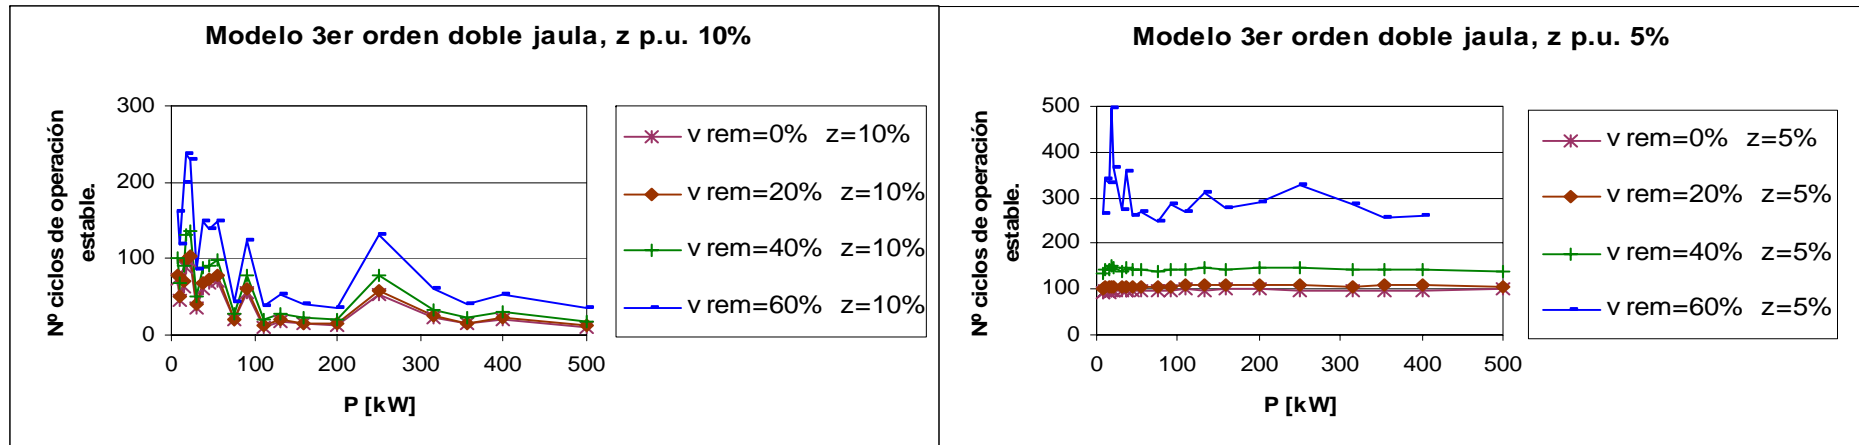 Modelo 3er orden doble jaula, z p.u. 10%
Nº ciclos de operación
estable.
300
200
100
0
0 100 200 300 400 500
P [kW]
v rem=0% z=10%
v rem=20% z=10%
v rem=40% z=10%
v rem=60% z=10%
Modelo 3er orden doble jaula, z p.u. 5%
Nº ciclos de operación
estable.
500
400
300
200
100
0
0 100 200 300 400 500
P [kW]
v rem=0% z=5%
v rem=20% z=5%
v rem=40% z=5%
v rem=60% z=5%